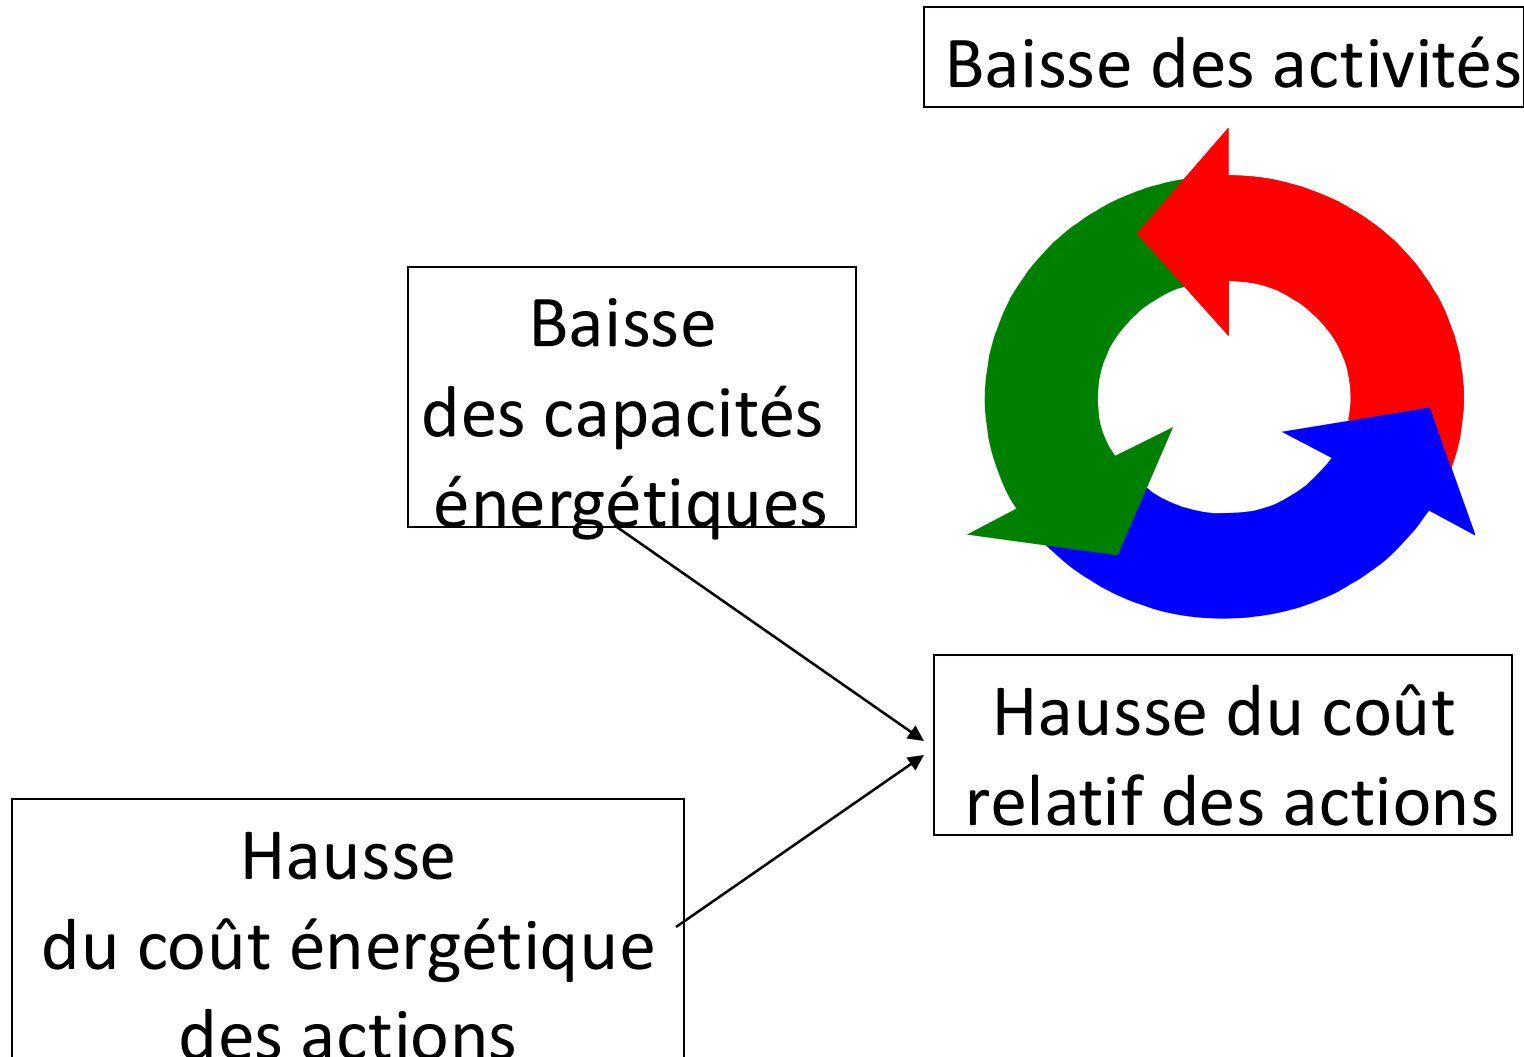 Baisse des activités
Baisse
des capacités
énergétiques
Hausse du coût
relatif des actions
Hausse
du coût énergétique
des actions